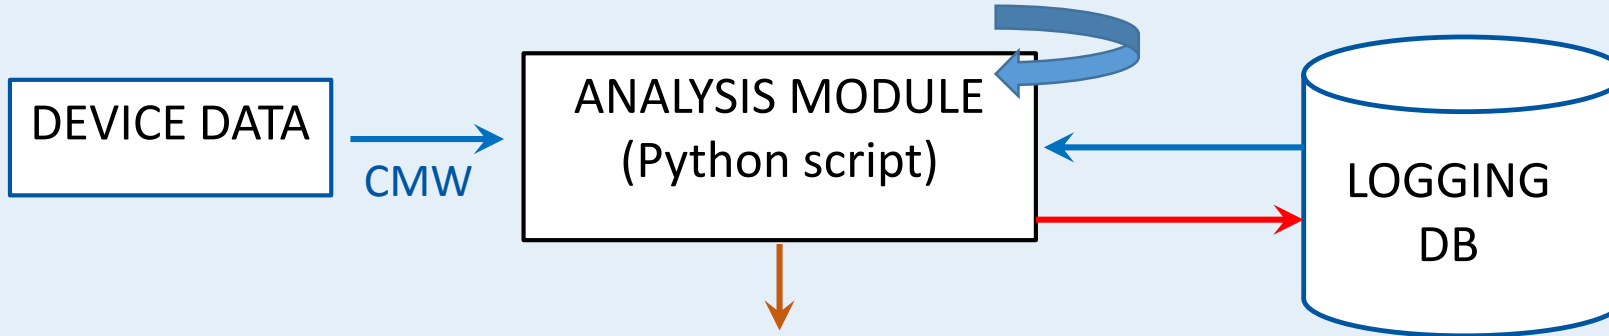 DEVICE DATA
CMW
ANALYSIS MODULE
(Python script)
LOGGING
DB